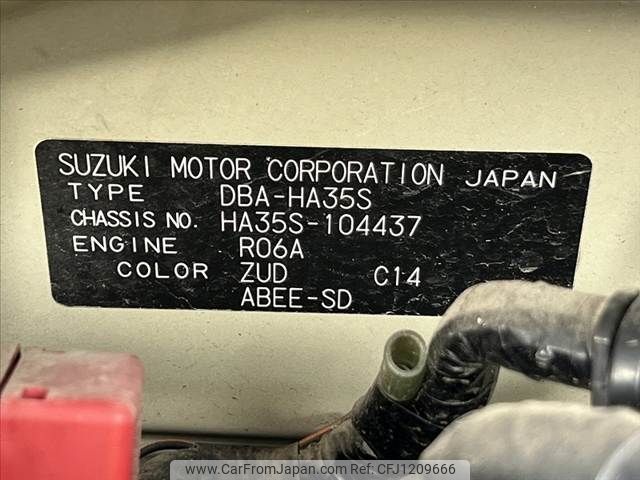 SUZUKI MOTOR CORPORATION JAPAN
TYPE DBA-HA35S
CHASSIS NO. HA35S-104437
ENGINE R06A
COLOR ZUD C14
ABEE-SD
www.CarFromJapan.com ID: CFJ1209666